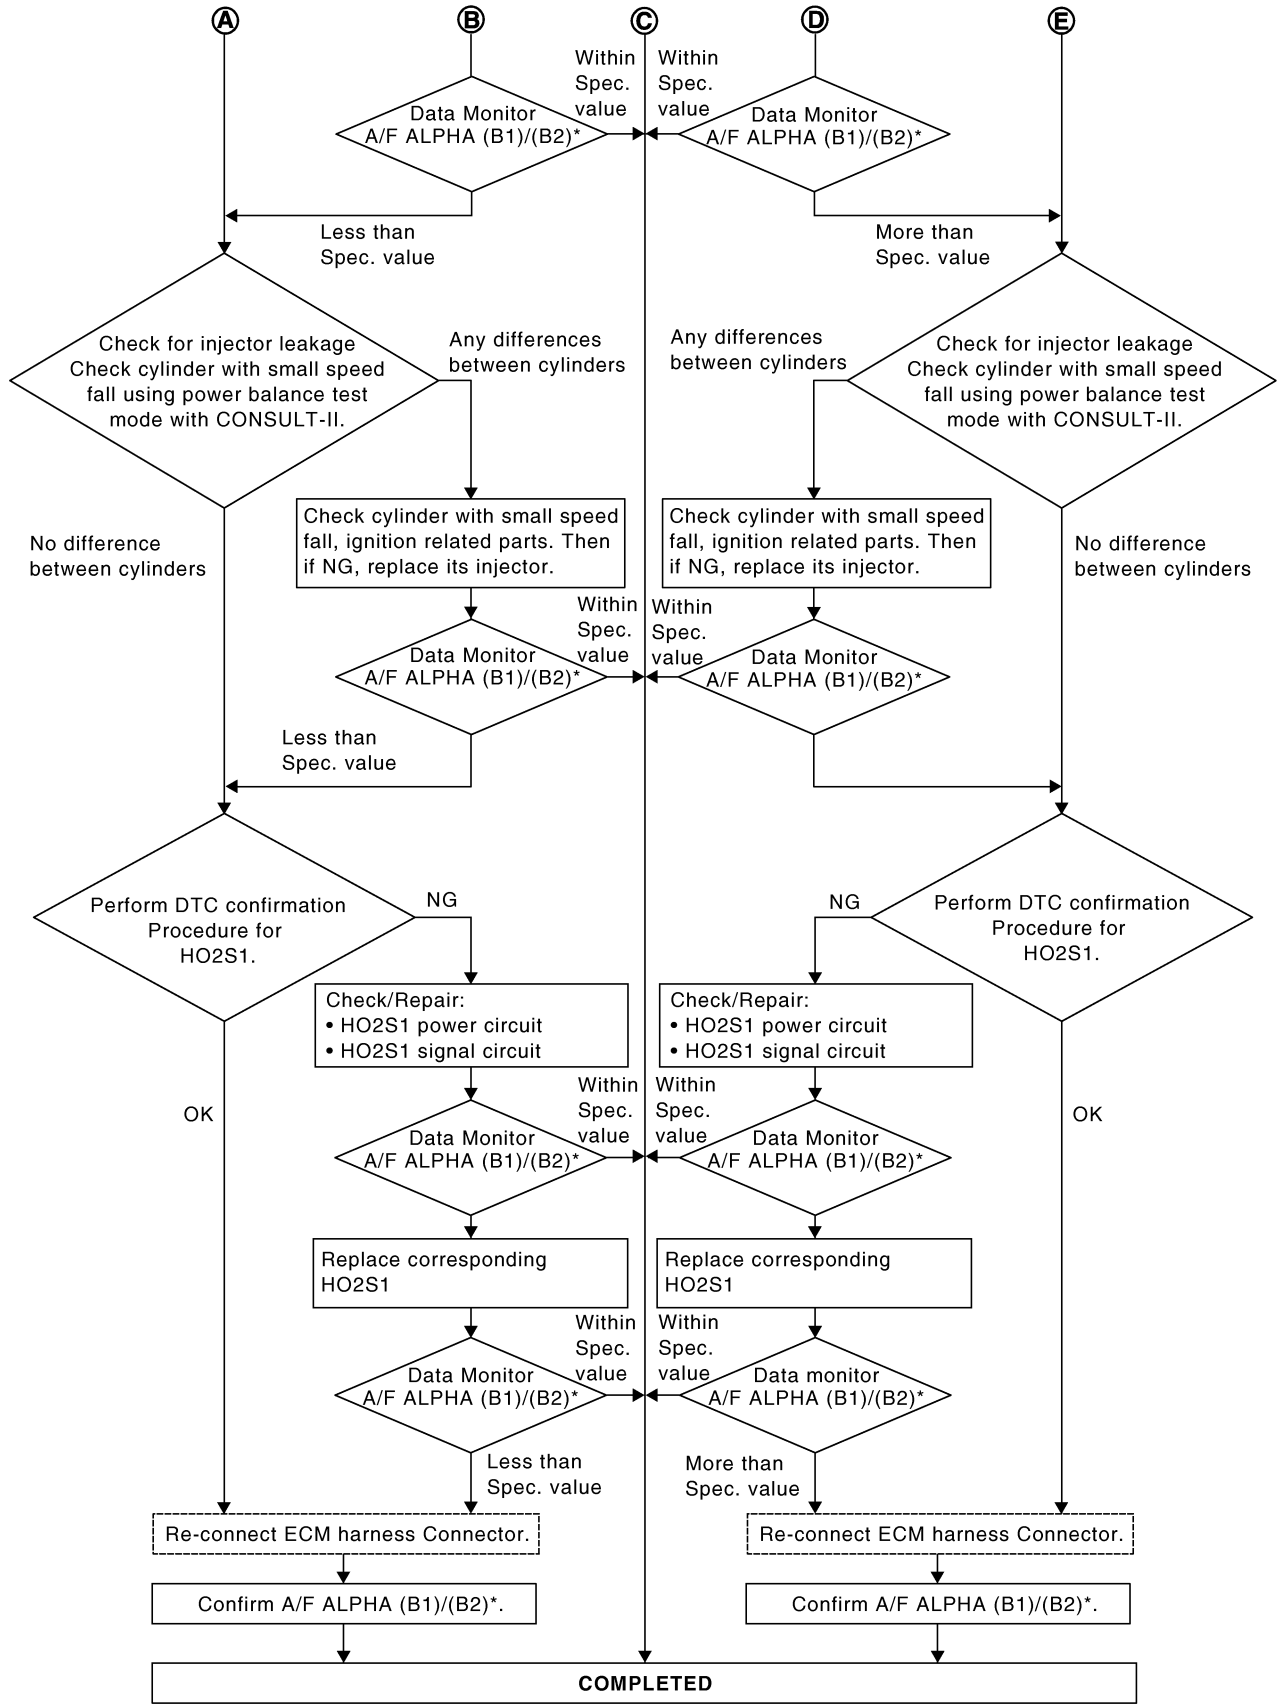 A
B
C
D
E
Within
Spec.
value
Within
Spec.
value
Data Monitor
A/F ALPHA (B1)/(B2)*
Data Monitor
A/F ALPHA (B1)/(B2)*
Less than
Spec. value
More than
Spec. value
Check for injector leakage
Check cylinder with small speed
fall using power balance test
mode with CONSULT-II.
Any differences
between cylinders
Any differences
between cylinders
Check for injector leakage
Check cylinder with small speed
fall using power balance test
mode with CONSULT-II.
No difference
between cylinders
Check cylinder with small speed
fall, ignition related parts. Then
if NG, replace its injector.
Check cylinder with small speed
fall, ignition related parts. Then
if NG, replace its injector.
No difference
between cylinders
Within
Spec.
value
Within
Spec.
value
Data Monitor
A/F ALPHA (B1)/(B2)*
Data Monitor
A/F ALPHA (B1)/(B2)*
Less than
Spec. value
Perform DTC confirmation
Procedure for
HO2S1.
NG
NG
Perform DTC confirmation
Procedure for
HO2S1.
Check/Repair:
• HO2S1 power circuit
• HO2S1 signal circuit
Check/Repair:
• HO2S1 power circuit
• HO2S1 signal circuit
OK
Within
Spec.
value
Within
Spec.
value
OK
Data Monitor
A/F ALPHA (B1)/(B2)*
Data Monitor
A/F ALPHA (B1)/(B2)*
Replace corresponding
HO2S1
Replace corresponding
HO2S1
Within
Spec.
value
Within
Spec.
value
Data Monitor
A/F ALPHA (B1)/(B2)*
Data monitor
A/F ALPHA (B1)/(B2)*
Less than
Spec. value
More than
Spec. value
Re-connect ECM harness Connector.
Re-connect ECM harness Connector.
Confirm A/F ALPHA (B1)/(B2)*.
Confirm A/F ALPHA (B1)/(B2)*.
COMPLETED